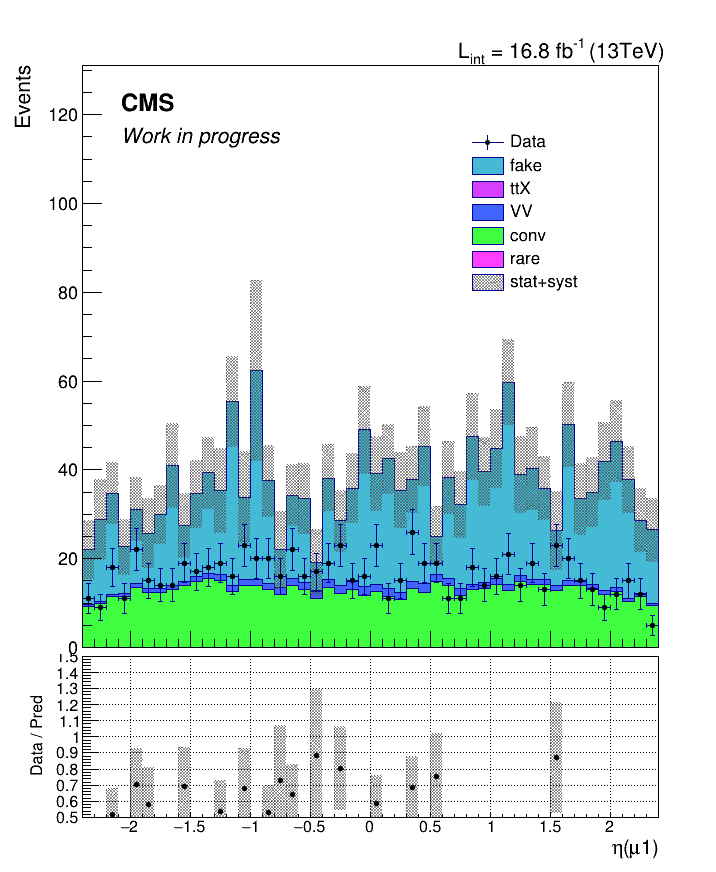 L_int = 16.8 fb^-1 (13TeV)
Events
CMS
Work in progress
Data
fake
ttX
VV
conv
rare
stat+syst
120
100
80
60
40
20
0
Data / Pred
1.5
1.4
1.3
1.2
1.1
1
0.9
0.8
0.7
0.6
0.5
−2 −1.5 −1 −0.5 0 0.5 1 1.5 2
η(μ1)